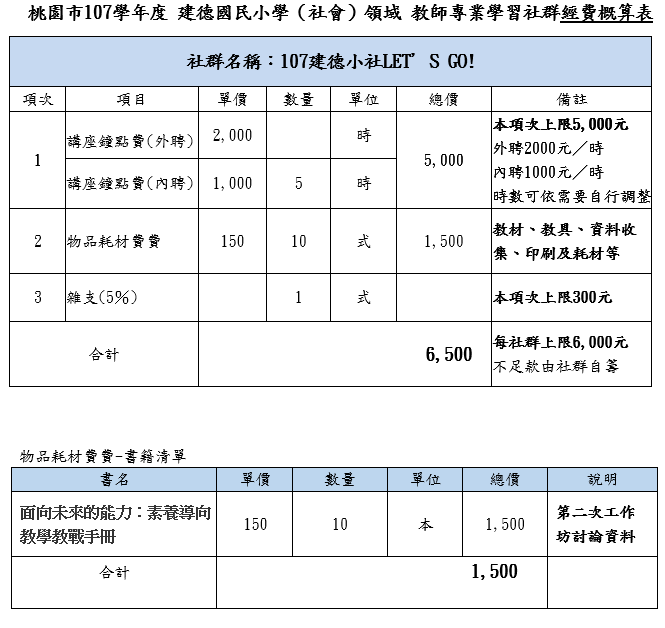 桃園市107學年度 建德國民小學（社會）領域 教師專業學習社群經費概算表
社群名稱：107建德小社LET’S GO!
項次 項目 單價 數量 單位 總價 備註
1 講座鐘點費(外聘) 2,000 時 5,000 本項次上限5,000元
外聘2000元／時
講座鐘點費(內聘) 1,000 5 時 內聘1000元／時
時數可依需要自行調整
2 物品耗材費費 150 10 式 1,500 教材、教具、資料收
集、印刷及耗材等
3 雜支(5%) 1 式 本項次上限300元
合計 6,500 每社群上限6,000元
不足款由社群自籌
物品耗材費費-書籍清單
書名 單價 數量 單位 總價 說明
面向未來的能力：素養導向 150 10 本 1,500 第二次工作
教學教戰手冊 坊討論資料
合計 1,500